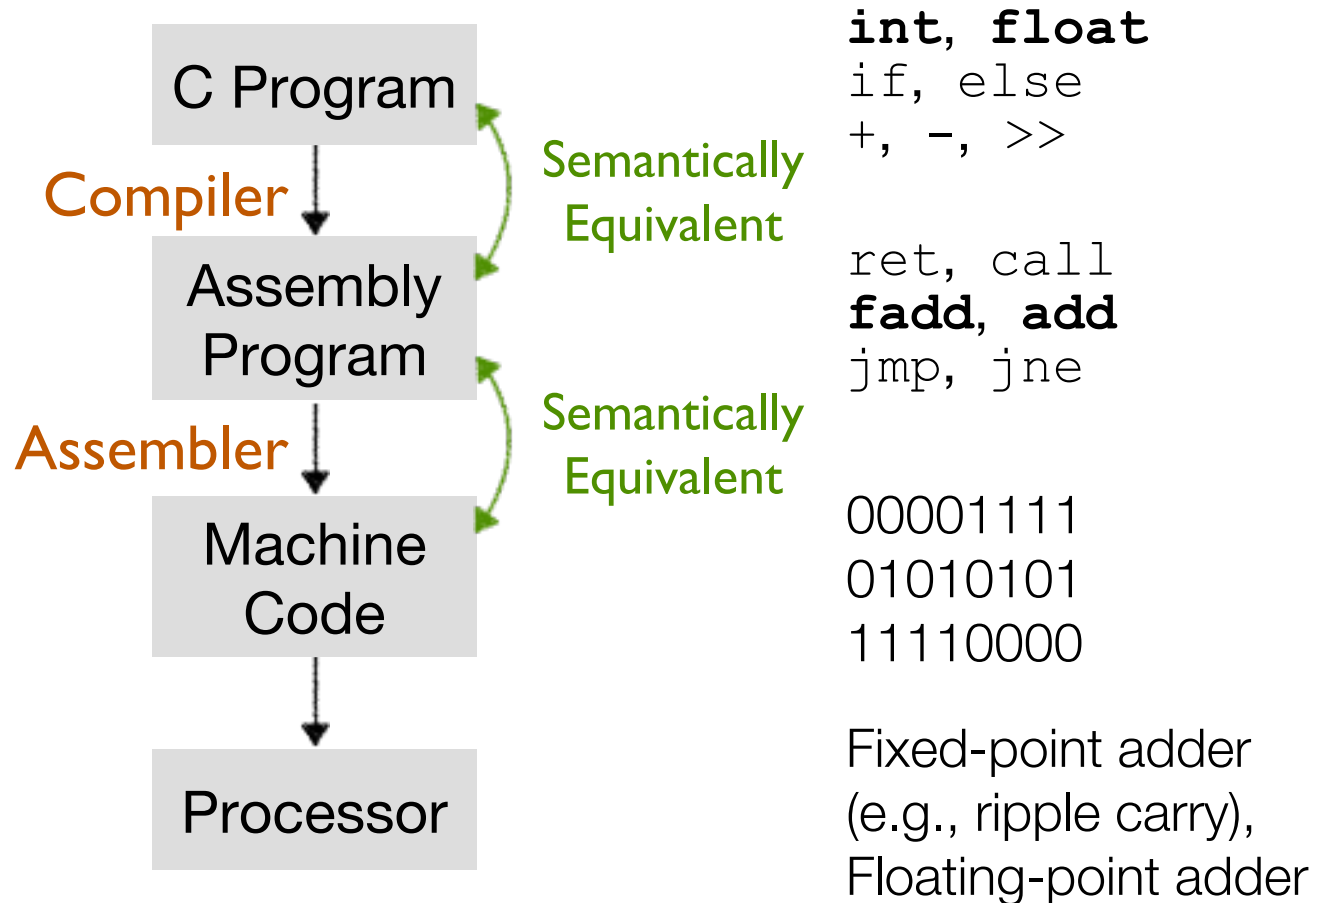 C Program
Compiler
Assembly
Program
Assembler
Machine
Code
Processor
Semantically
Equivalent
Semantically
Equivalent
int, float
if, else
+, -, >>
ret, call
fadd, add
jmp, jne
00001111
01010101
11110000
Fixed-point adder
(e.g., ripple carry),
Floating-point adder